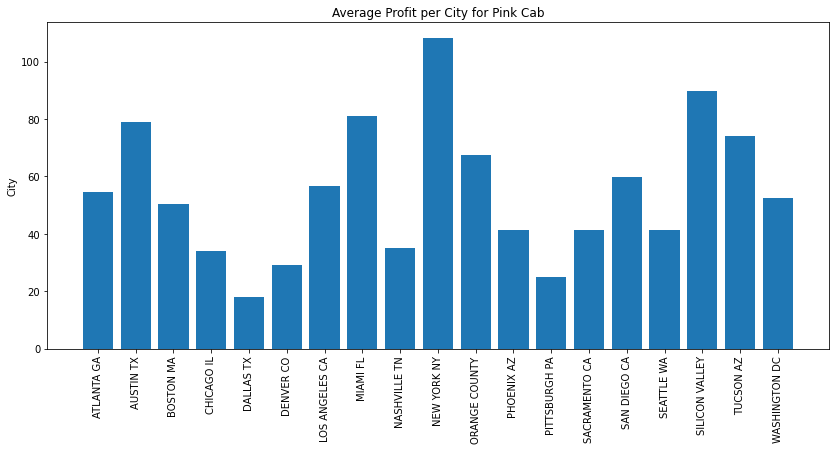 Average Profit per City for Pink Cab
City
100
80
60
40
20
0
ATLANTA GA
AUSTIN TX
BOSTON MA
CHICAGO IL
DALLAS TX
DENVER CO
LOS ANGELES CA
MIAMI FL
NASHVILLE TN
NEW YORK NY
ORANGE COUNTY
PHOENIX AZ
PITTSBURGH PA
SACRAMENTO CA
SAN DIEGO CA
SEATTLE WA
SILICON VALLEY
TUCSON AZ
WASHINGTON DC